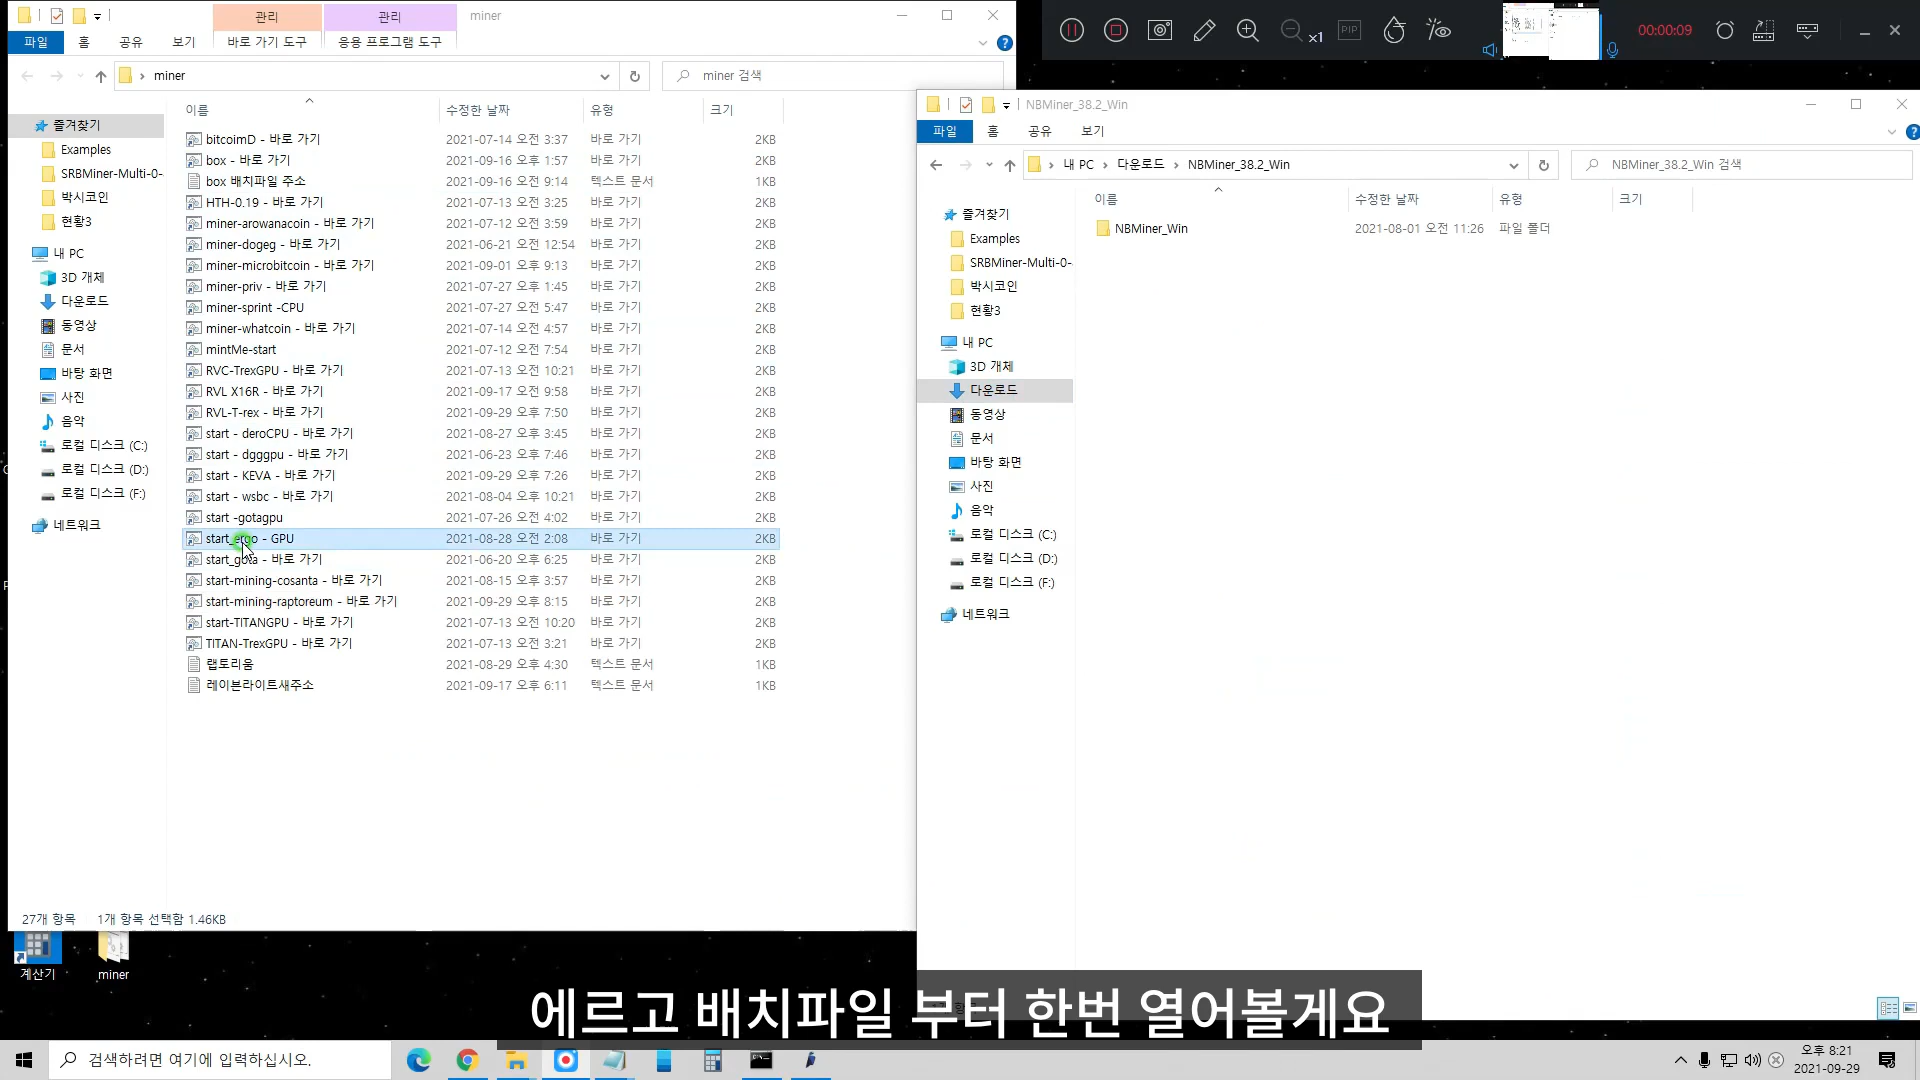 관리
관리
miner
파일
홈
공유
보기
바로 가기 도구
응용 프로그램 도구
miner
miner 검색
이름
수정한 날짜
유형
크기
즐겨찾기
Examples
SRBMiner-Multi-0-
박시코인
현황3
내 PC
3D 개체
다운로드
동영상
문서
바탕 화면
사진
음악
로컬 디스크 (C:)
로컬 디스크 (D:)
로컬 디스크 (F:)
네트워크
bitcoimD - 바로 가기 2021-07-14 오전 3:37 바로 가기 2KB
box - 바로 가기 2021-09-16 오후 1:57 바로 가기 2KB
box 배치파일 주소 2021-09-16 오전 9:14 텍스트 문서 1KB
HTH-0.19 - 바로 가기 2021-07-13 오전 3:25 바로 가기 2KB
miner-arowanacoin - 바로 가기 2021-07-12 오전 3:59 바로 가기 2KB
miner-dogeg - 바로 가기 2021-06-21 오전 12:54 바로 가기 2KB
miner-microbitcoin - 바로 가기 2021-09-01 오후 9:13 바로 가기 2KB
miner-priv - 바로 가기 2021-07-27 오전 1:45 바로 가기 2KB
miner-sprint -CPU 2021-07-27 오전 5:47 바로 가기 2KB
miner-whatcoin - 바로 가기 2021-07-14 오전 4:57 바로 가기 2KB
mintMe-start 2021-07-12 오전 7:54 바로 가기 2KB
RVC-TrexGPU - 바로 가기 2021-07-13 오전 10:21 바로 가기 2KB
RVL X16R - 바로 가기 2021-09-17 오후 9:58 바로 가기 2KB
RVL-T-rex - 바로 가기 2021-09-29 오후 7:50 바로 가기 2KB
start - deroCPU - 바로 가기 2021-08-27 오후 3:45 바로 가기 2KB
start - dgggpu - 바로 가기 2021-06-23 오후 7:46 바로 가기 2KB
start - KEVA - 바로 가기 2021-09-29 오후 7:26 바로 가기 2KB
start - wsbc - 바로 가기 2021-08-04 오후 10:21 바로 가기 2KB
start -gotagpu 2021-07-26 오후 4:02 바로 가기 2KB
start_ergo - GPU 2021-08-28 오전 2:08 바로 가기 2KB
start_gota - 바로 가기 2021-06-20 오후 6:25 바로 가기 2KB
start-mining-cosanta - 바로 가기 2021-08-15 오후 3:57 바로 가기 2KB
start-mining-raptoreum - 바로 가기 2021-09-29 오후 8:15 바로 가기 2KB
start-TITANGPU - 바로 가기 2021-07-13 오전 10:20 바로 가기 2KB
TITAN-TrexGPU - 바로 가기 2021-07-13 오전 3:21 바로 가기 2KB
랩토리움 2021-08-29 오후 4:30 텍스트 문서 1KB
레이븐라이트새주소 2021-09-17 오후 6:11 텍스트 문서 1KB
27개 항목
1개 항목 선택함 1.46KB
x1
PIP
00:00:09
NBMiner_38.2_Win
파일
홈
공유
보기
내 PC
다운로드
NBMiner_38.2_Win
NBMiner_38.2_Win 검색
이름
수정한 날짜
유형
크기
즐겨찾기
Examples
SRBMiner-Multi-0-
박시코인
현황3
내 PC
3D 개체
다운로드
동영상
문서
바탕 화면
사진
음악
로컬 디스크 (C:)
로컬 디스크 (D:)
로컬 디스크 (F:)
네트워크
NBMiner_Win 2021-08-01 오전 11:26 파일 폴더
계산기
miner
에르고 배치파일 부터 한번 열어볼게요
검색하려면 여기에 입력하십시오.
오후 8:21
2021-09-29